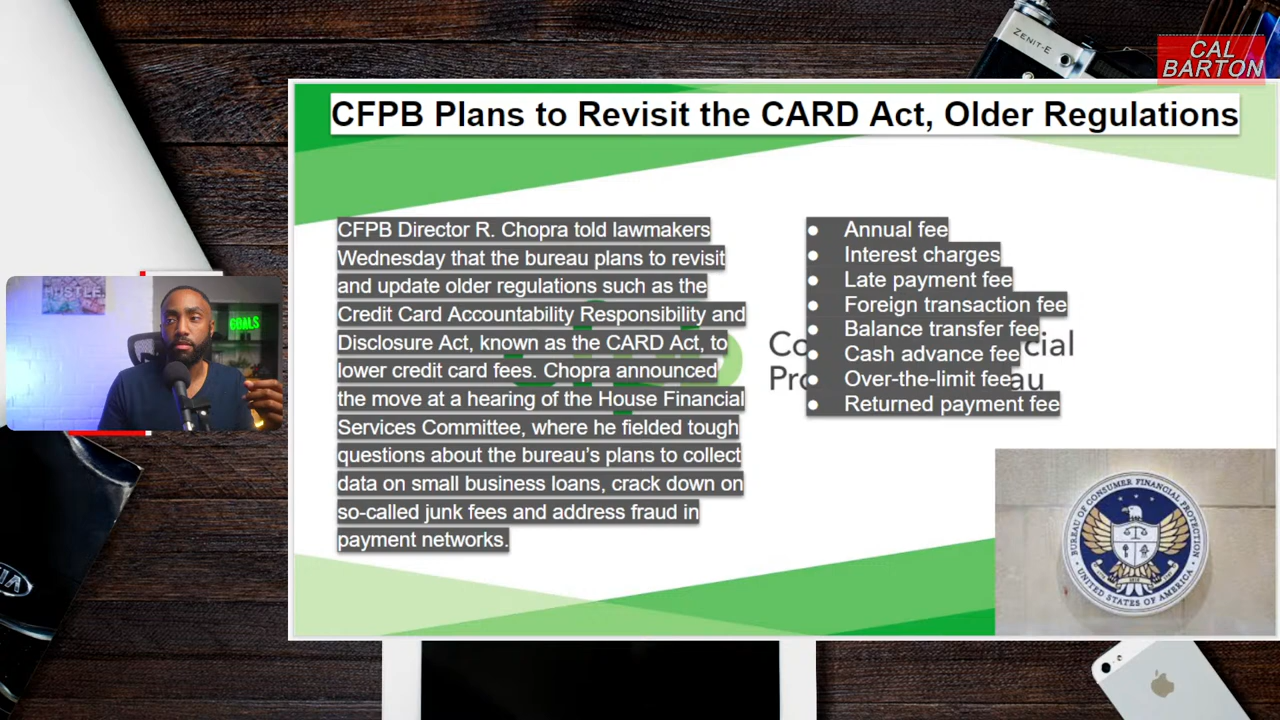 ZENIT-E
CAL
BARTON
CFPB Plans to Revisit the CARD Act, Older Regulations
CFPB Director R. Chopra told lawmakers
Wednesday that the bureau plans to revisit
and update older regulations such as the
Credit Card Accountability Responsibility and
Disclosure Act, known as the CARD Act, to
lower credit card fees. Chopra announced
the move at a hearing of the House Financial
Services Committee, where he fielded tough
questions about the bureau’s plans to collect
data on small business loans, crack down on
so-called junk fees and address fraud in
payment networks.
● Annual fee
● Interest charges
● Late payment fee
● Foreign transaction fee
● Balance transfer fee
● Cash advance fee
● Over-the-limit fee
● Returned payment fee
HUSTLE
GOALS
BUREAU OF CONSUMER FINANCIAL PROTECTION
UNITED STATES OF AMERICA